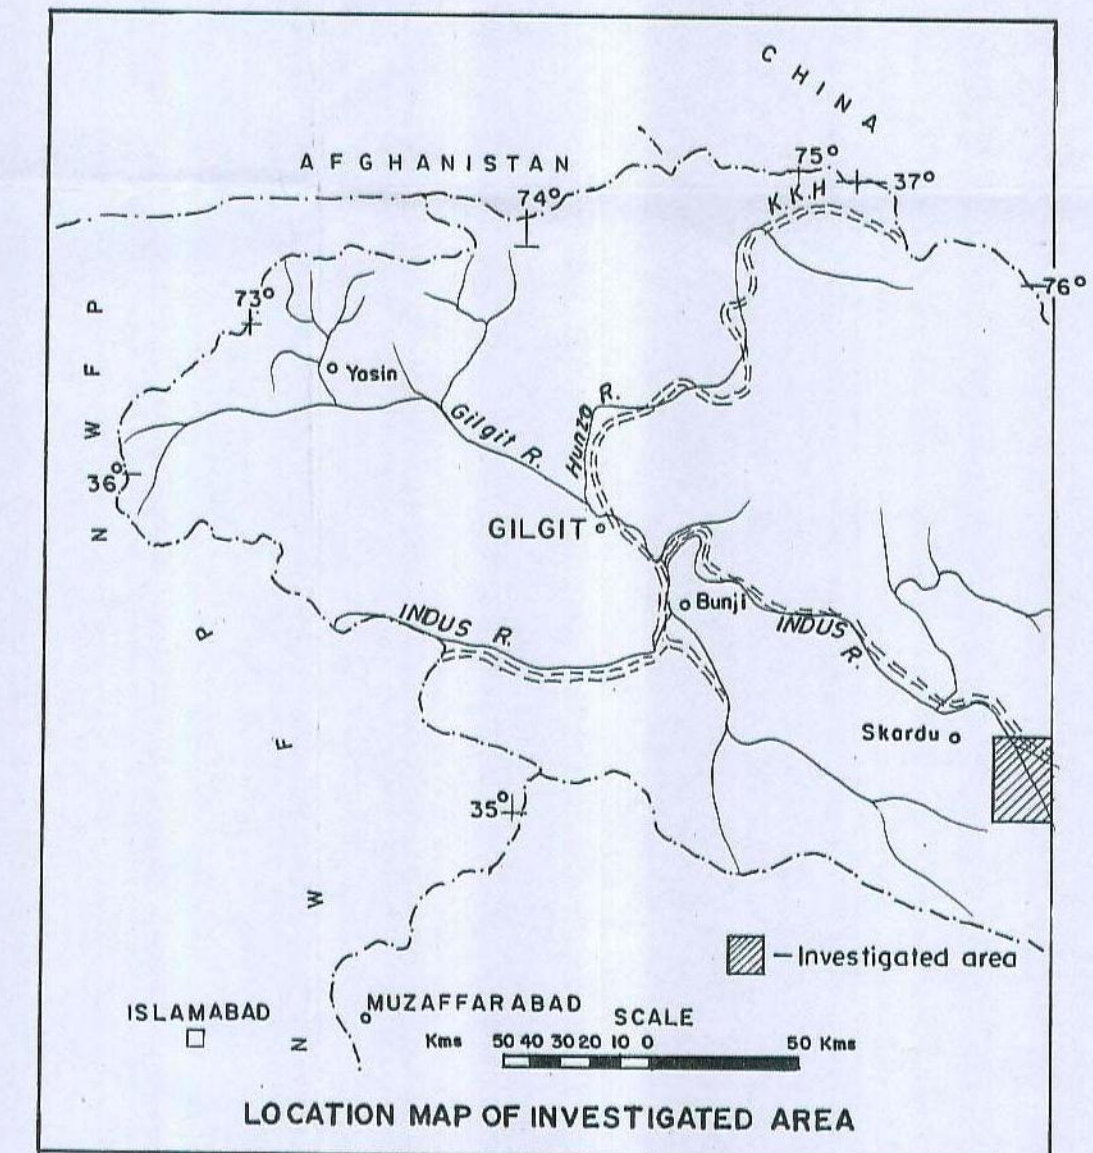 CHINA
AFGHANISTAN
75°
37°
74°
K.K.H
76°
73°
N W F P
Yasin
Gilgit R.
Hunza R.
36°
GILGIT
Bunji
INDUS R.
INDUS R.
Skardu
N W F P
35°
Investigated area
ISLAMABAD
MUZAFFARABAD
SCALE
Kms 50 40 30 20 10 0 50 Kms
LOCATION MAP OF INVESTIGATED AREA